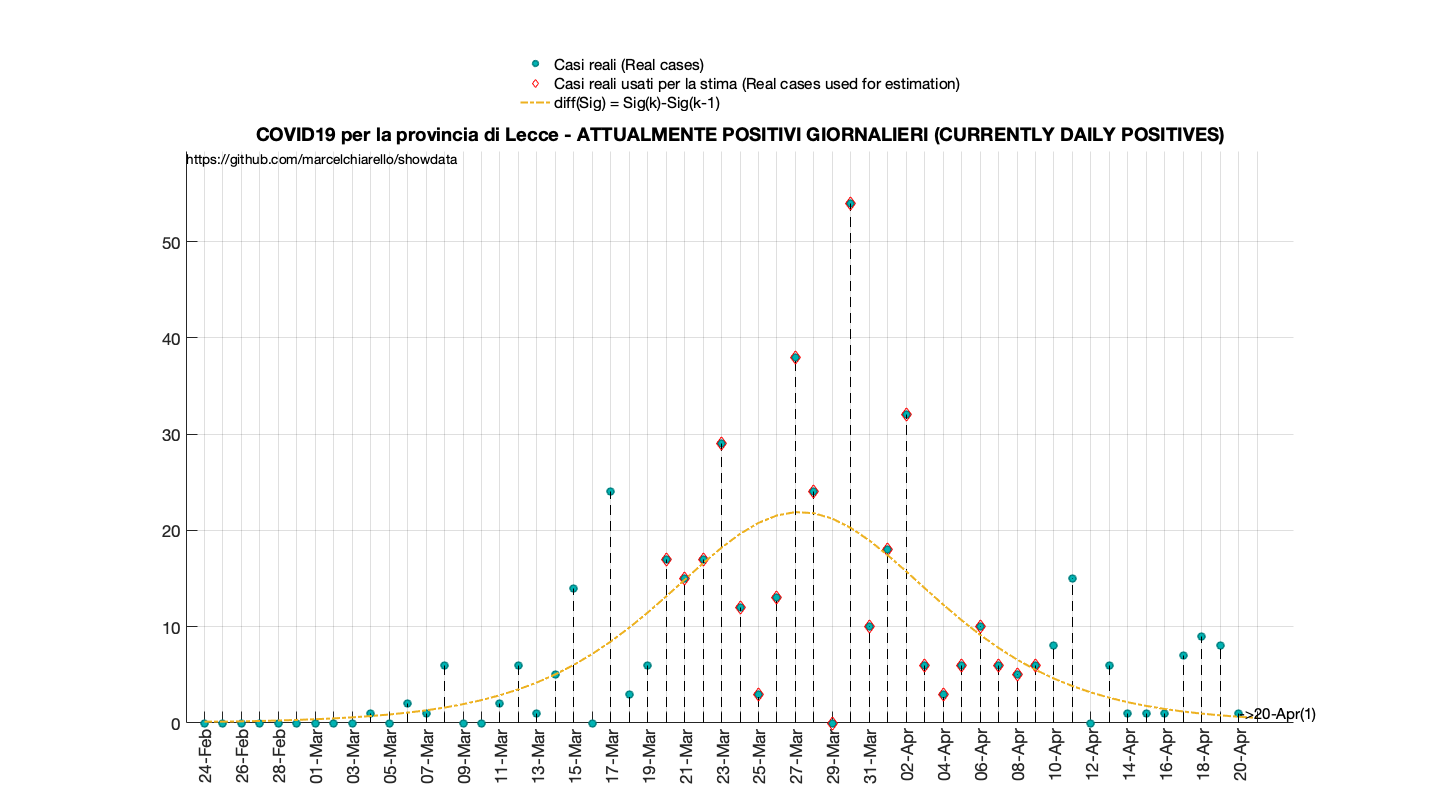 Casi reali (Real cases)
Casi reali usati per la stima (Real cases used for estimation)
diff(Sig) = Sig(k)-Sig(k-1)
COVID19 per la provincia di Lecce - ATTUALMENTE POSITIVI GIORNALIERI (CURRENTLY DAILY POSITIVES)
https://github.com/marcelchiarello/showdata
50
40
30
20
10
0
->20-Apr(1)
24-Feb
26-Feb
28-Feb
01-Mar
03-Mar
05-Mar
07-Mar
09-Mar
11-Mar
13-Mar
15-Mar
17-Mar
19-Mar
21-Mar
23-Mar
25-Mar
27-Mar
29-Mar
31-Mar
02-Apr
04-Apr
06-Apr
08-Apr
10-Apr
12-Apr
14-Apr
16-Apr
18-Apr
20-Apr